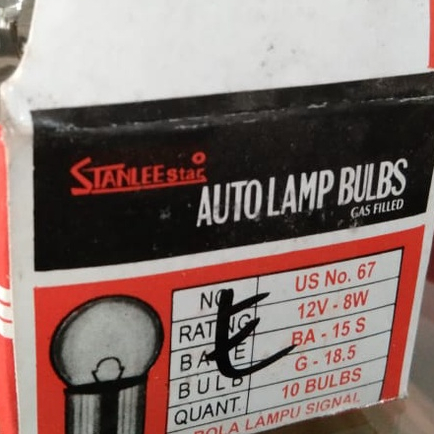 STANLEEstar
AUTO LAMP BULBS
GAS FILLED
NO. US No. 67
RATING 12V - 8W
BASE BA - 15 S
BULB G - 18.5
QUANT. 10 BULBS
BOLA LAMPU SIGNAL
t